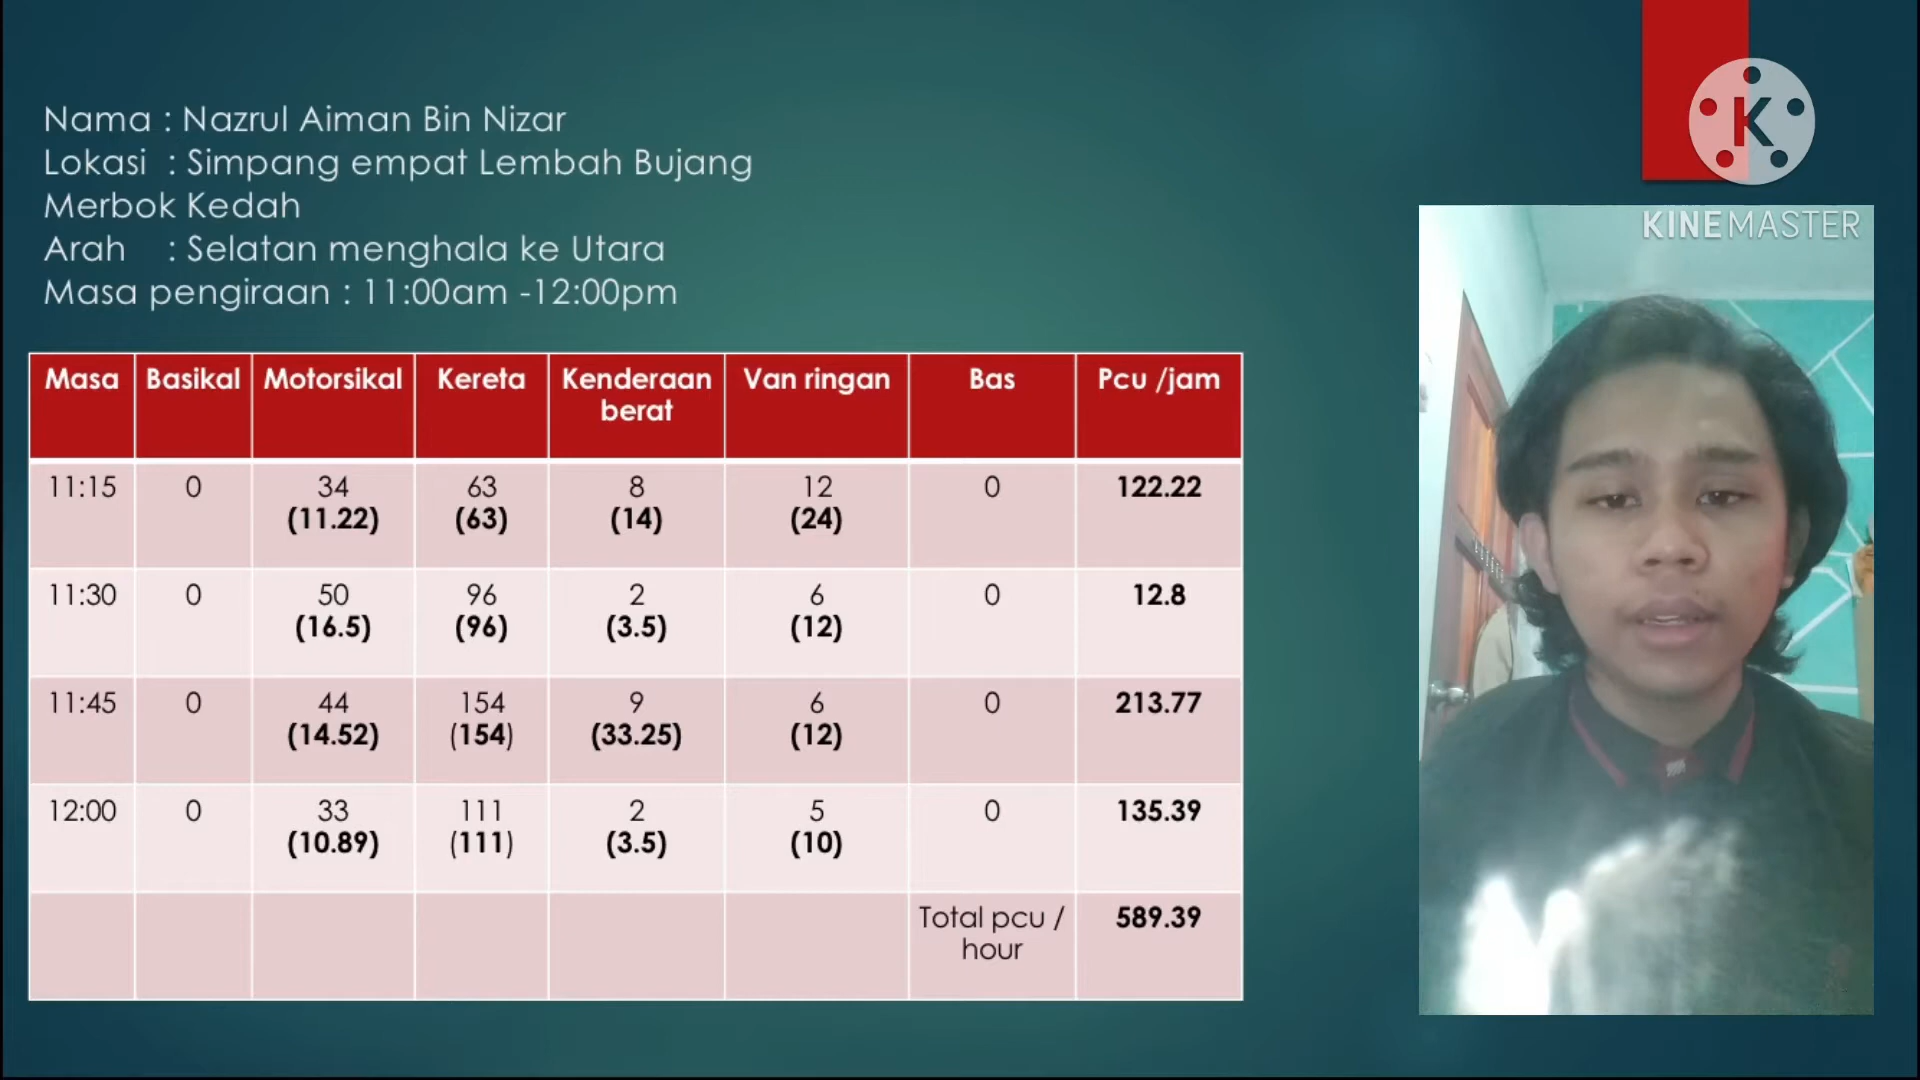 Nama : Nazrul Aiman Bin Nizar
Lokasi : Simpang empat Lembah Bujang
Merbok Kedah
Arah : Selatan menghala ke Utara
Masa pengiraan : 11:00am -12:00pm
K
KINEMASTER
Masa Basikal Motorsikal Kereta Kenderaan berat Van ringan Bas Pcu /jam
11:15 0 34 (11.22) 63 (63) 8 (14) 12 (24) 0 122.22
11:30 0 50 (16.5) 96 (96) 2 (3.5) 6 (12) 0 12.8
11:45 0 44 (14.52) 154 (154) 9 (33.25) 6 (12) 0 213.77
12:00 0 33 (10.89) 111 (111) 2 (3.5) 5 (10) 0 135.39
Total pcu / hour 589.39